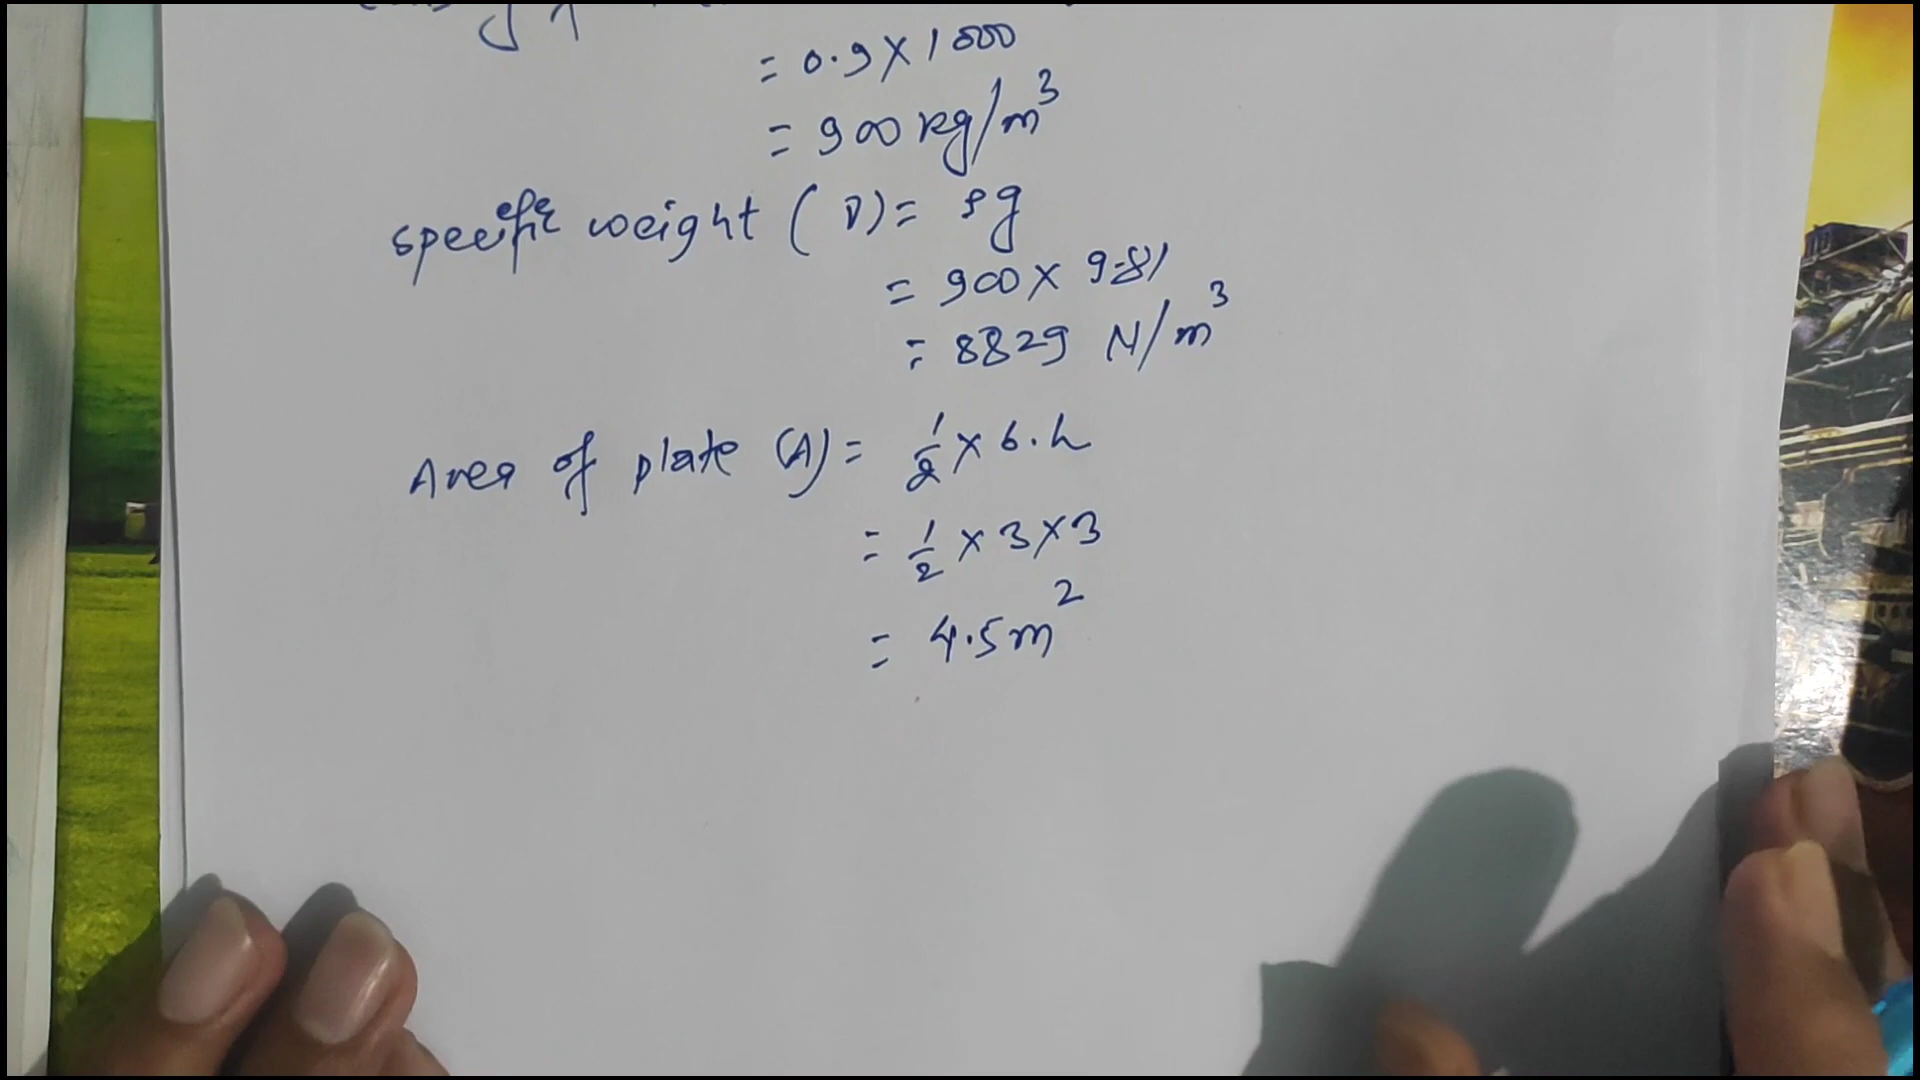 = 0.9 × 1000
= 900 kg/m³
specific weight ( γ ) = ρg
= 900 × 9.81
= 8829 N/m³
Area of plate (A) = 1/2 × b.h
= 1/2 × 3 × 3
= 4.5 m²